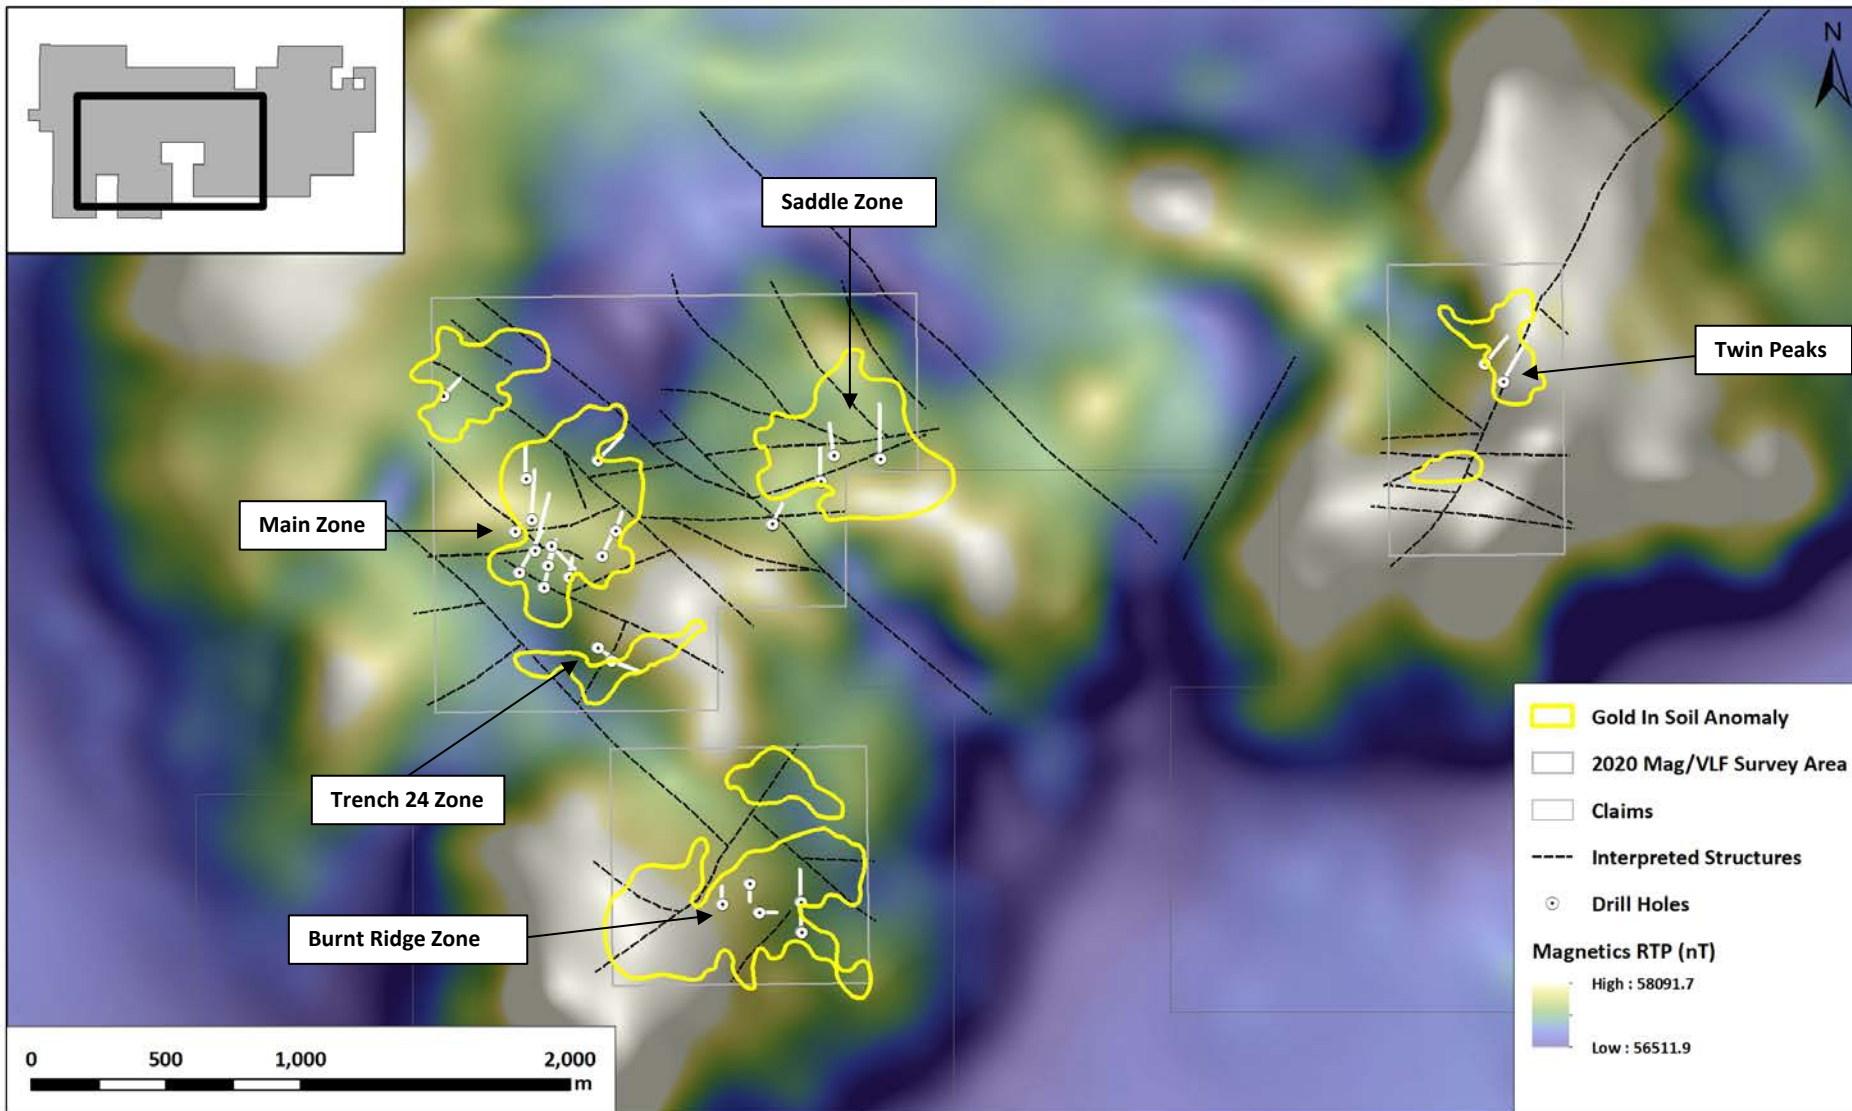 N
Saddle Zone
Twin Peaks
Main Zone
Trench 24 Zone
Burnt Ridge Zone
Gold In Soil Anomaly
2020 Mag/VLF Survey Area
Claims
Interpreted Structures
Drill Holes
Magnetics RTP (nT)
High : 58091.7
Low : 56511.9
0 500 1,000 2,000
m